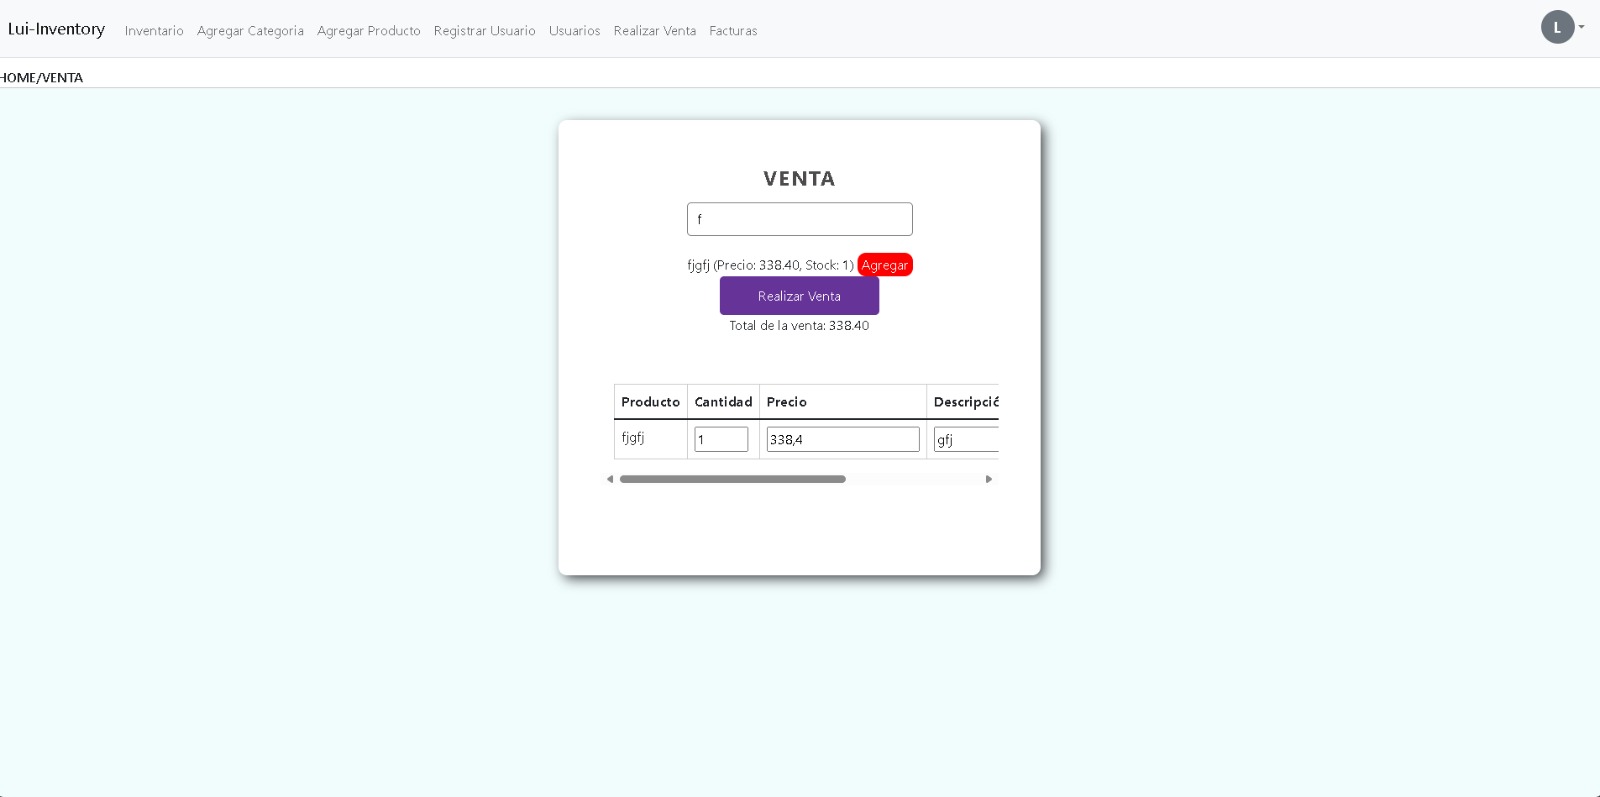 Lui-Inventory Inventario Agregar Categoria Agregar Producto Registrar Usuario Usuarios Realizar Venta Facturas L
HOME/VENTA
VENTA
f
fjgfj (Precio: 338.40, Stock: 1) Agregar
Realizar Venta
Total de la venta: 338.40
Producto Cantidad Precio Descripció
fjgfj 1 338,4 gfj